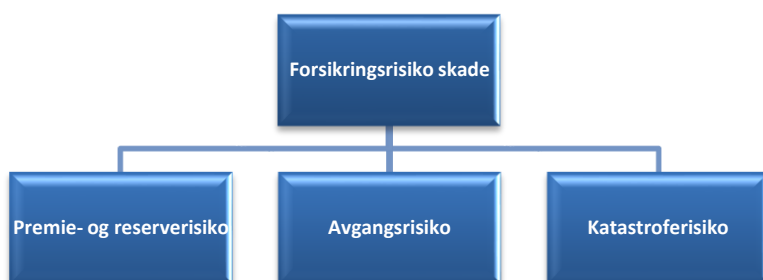 Forsikringsrisiko skade
Premie- og reserverisiko
Avgangsrisiko
Katastroferisiko